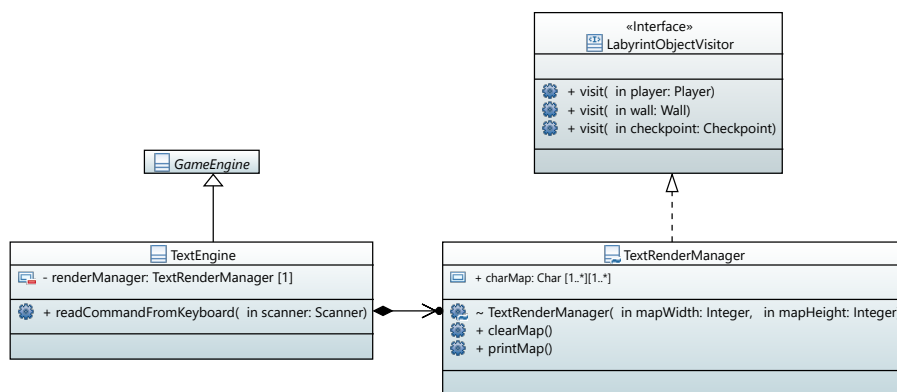 «Interface»
LabyrintObjectVisitor
+ visit( in player: Player)
+ visit( in wall: Wall)
+ visit( in checkpoint: Checkpoint)
GameEngine
TextEngine
- renderManager: TextRenderManager [1]
+ readCommandFromKeyboard( in scanner: Scanner)
TextRenderManager
+ charMap: Char [1..*][1..*]
~ TextRenderManager( in mapWidth: Integer, in mapHeight: Integer)
+ clearMap()
+ printMap()